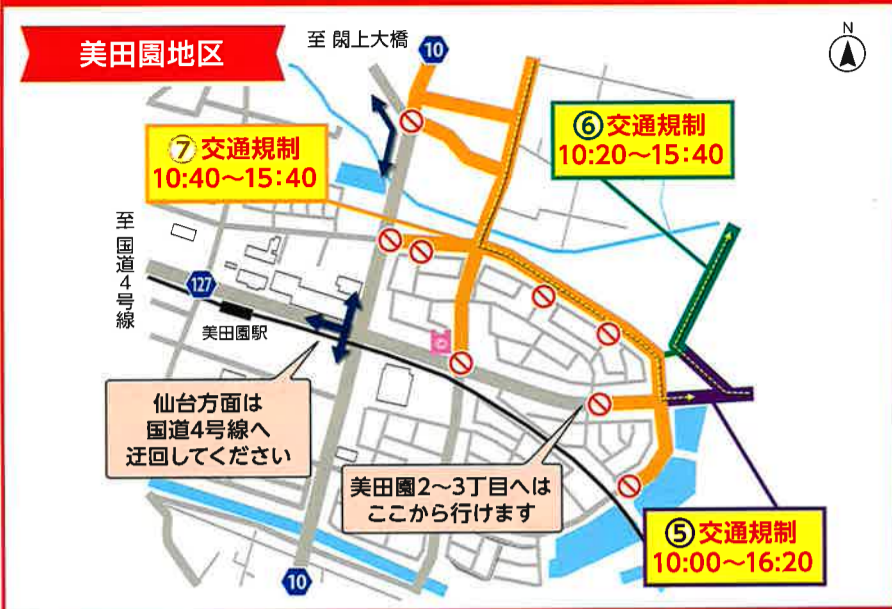 美田園地区
至 閖上大橋
10
N
⑦交通規制
10:40～15:40
⑥交通規制
10:20～15:40
至 国道4号線
127
美田園駅
仙台方面は
国道4号線へ
迂回してください
美田園2～3丁目へは
ここから行けます
⑤交通規制
10:00～16:20
10